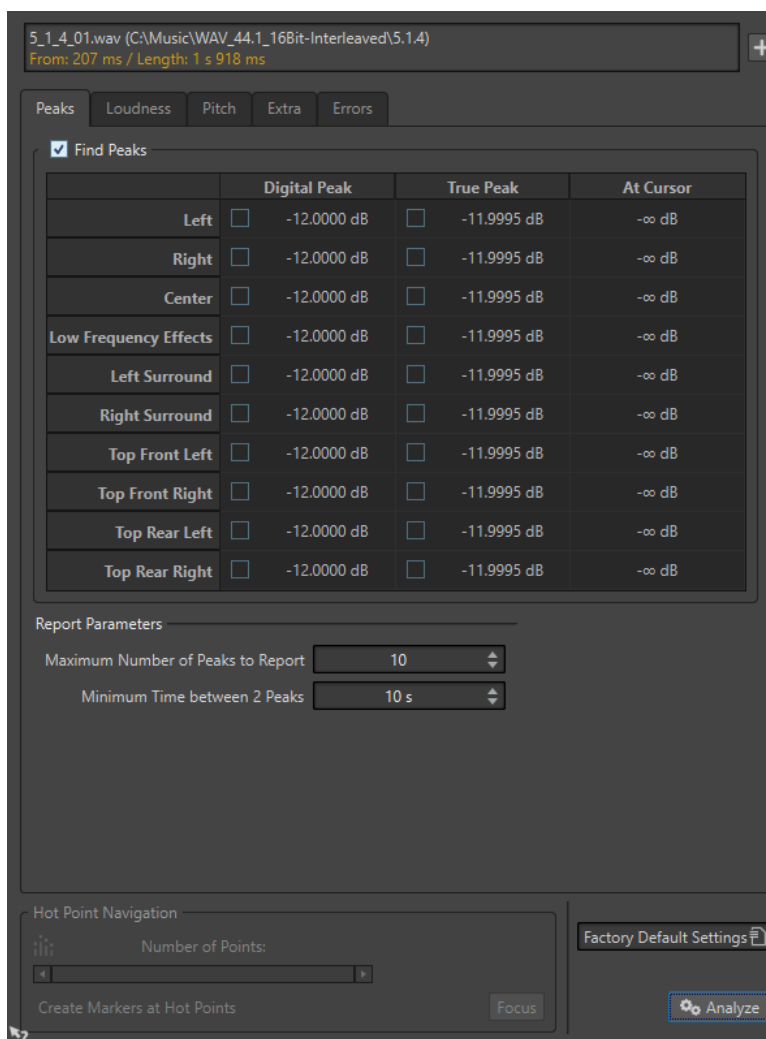 5_1_4_01.wav (C:\Music\WAV_44.1_16Bit-Interleaved\5.1.4)
From: 207 ms / Length: 1 s 918 ms
Peaks Loudness Pitch Extra Errors
Find Peaks
Digital Peak True Peak At Cursor
Left -12.0000 dB -11.9995 dB -∞ dB
Right -12.0000 dB -11.9995 dB -∞ dB
Center -12.0000 dB -11.9995 dB -∞ dB
Low Frequency Effects -12.0000 dB -11.9995 dB -∞ dB
Left Surround -12.0000 dB -11.9995 dB -∞ dB
Right Surround -12.0000 dB -11.9995 dB -∞ dB
Top Front Left -12.0000 dB -11.9995 dB -∞ dB
Top Front Right -12.0000 dB -11.9995 dB -∞ dB
Top Rear Left -12.0000 dB -11.9995 dB -∞ dB
Top Rear Right -12.0000 dB -11.9995 dB -∞ dB
Report Parameters
Maximum Number of Peaks to Report 10
Minimum Time between 2 Peaks 10 s
Hot Point Navigation
Number of Points:
Factory Default Settings
Create Markers at Hot Points Focus
Analyze